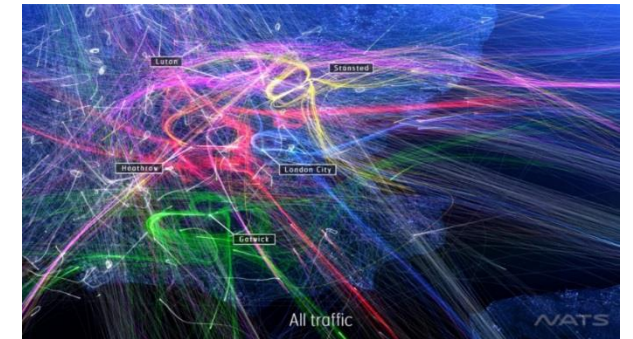 Luton
Stansted
Heathrow
London City
Gatwick
All traffic
NATS